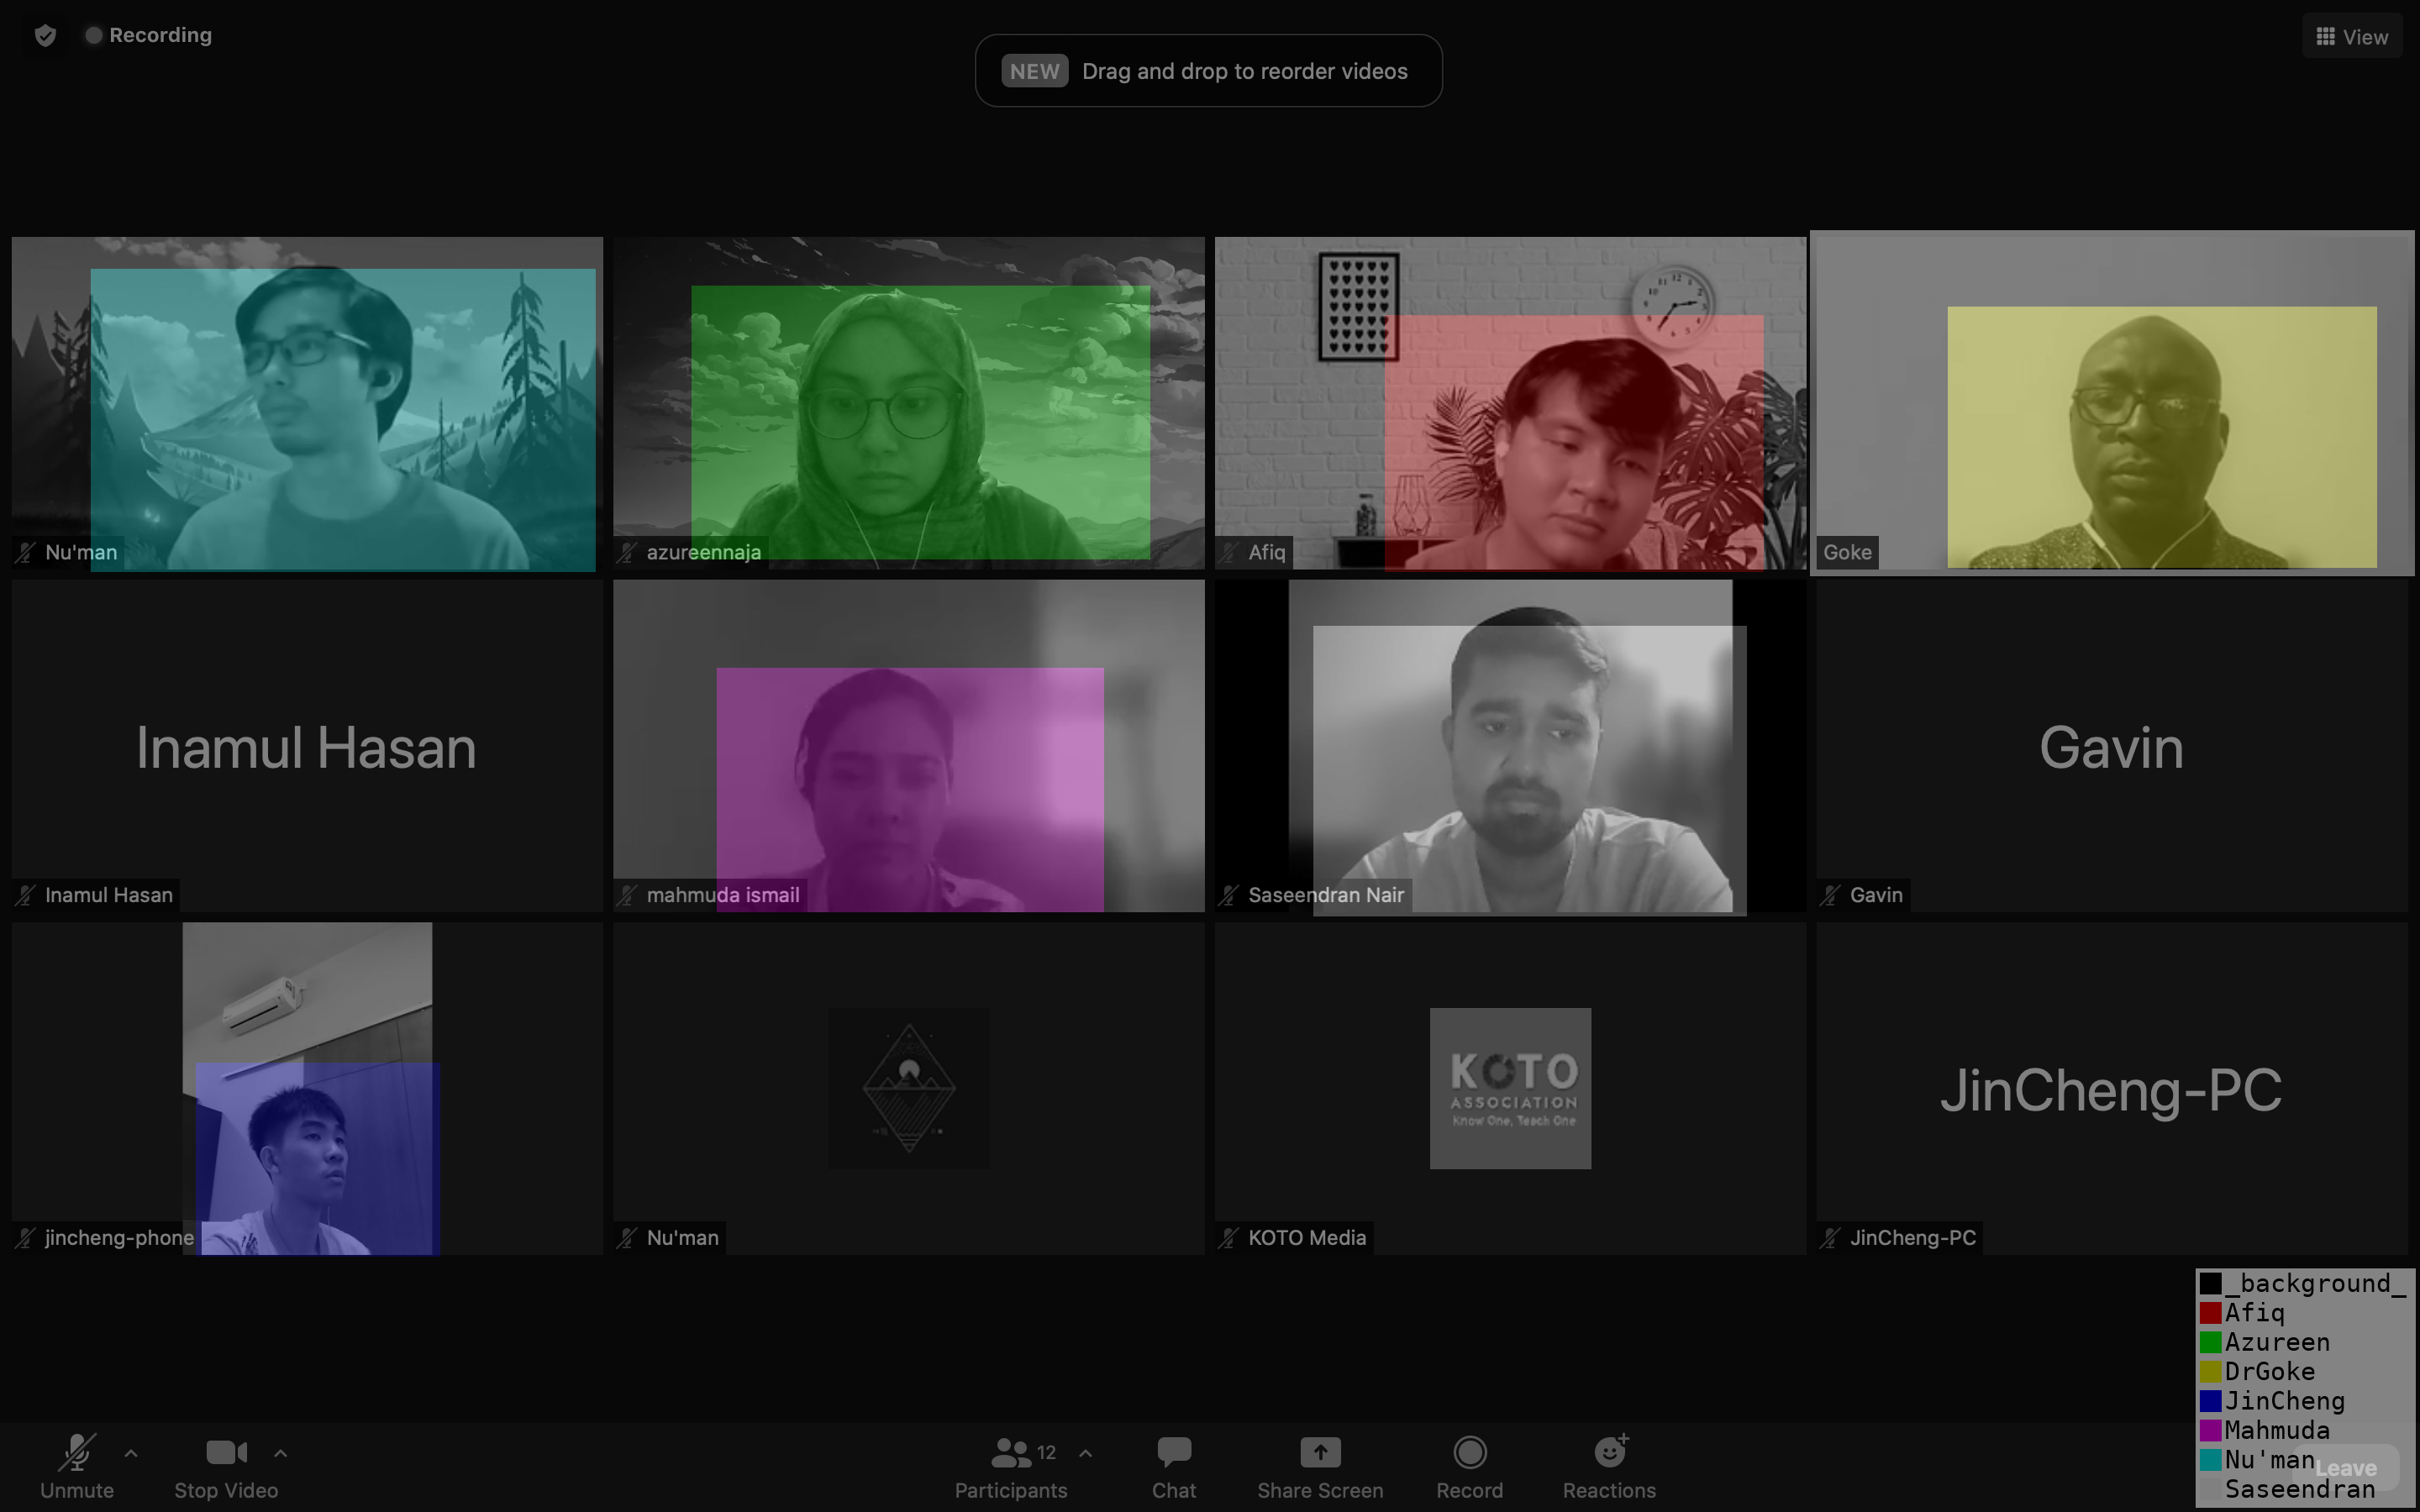 Recording
NEW Drag and drop to reorder videos
View
Nu'man
azureennaja
Afiq
Goke
Inamul Hasan
Gavin
Inamul Hasan
mahmuda ismail
Saseendran Nair
Gavin
KOTO
ASSOCIATION
Know One, Teach One
JinCheng-PC
jincheng-phone
Nu'man
KOTO Media
JinCheng-PC
_background_
Afiq
Azureen
DrGoke
JinCheng
Mahmuda
Nu'man
Saseendran
Leave
12
Unmute
Stop Video
Participants
Chat
Share Screen
Record
Reactions